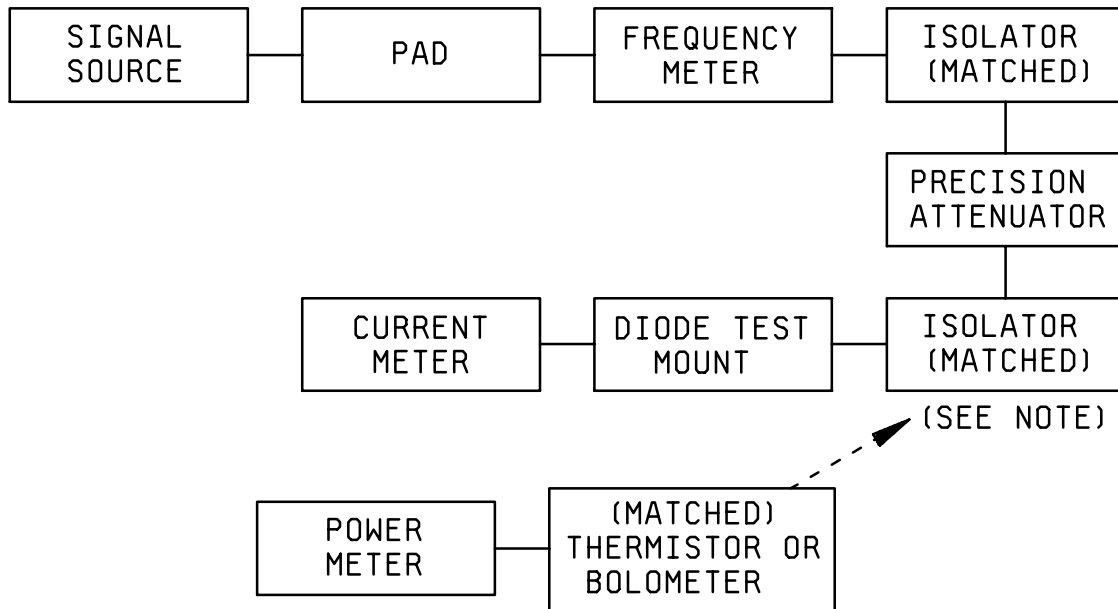 SIGNAL
SOURCE
PAD
FREQUENCY
METER
ISOLATOR
(MATCHED)
PRECISION
ATTENUATOR
CURRENT
METER
DIODE TEST
MOUNT
ISOLATOR
(MATCHED)
(SEE NOTE)
POWER
METER
(MATCHED)
THERMISTOR OR
BOLOMETER